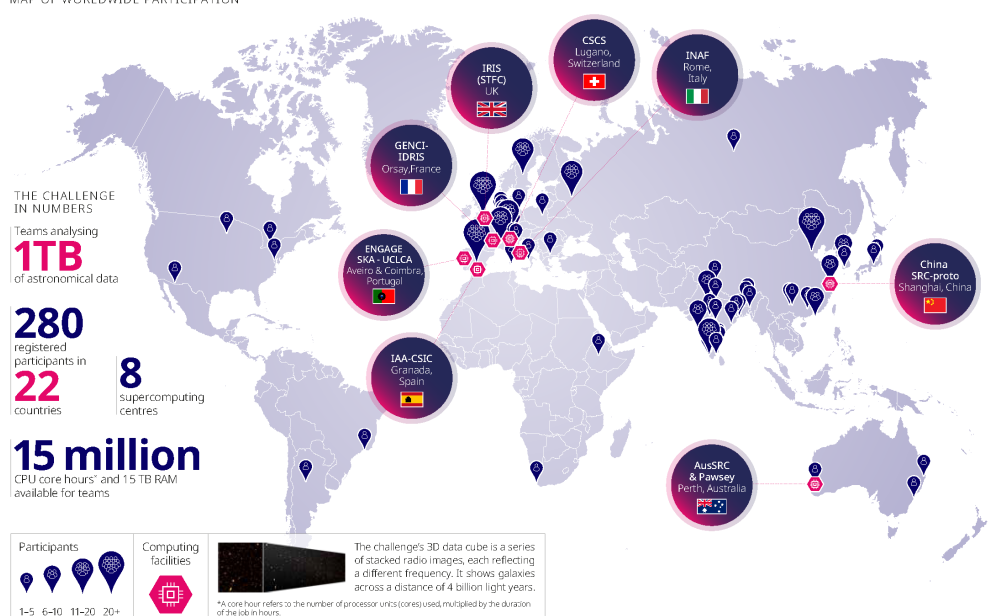 MAP OF WORLDWIDE PARTICIPATION
CSCS
Lugano,
Switzerland
INAF
Rome,
Italy
IRIS
(STFC)
UK
GENCI-
IDRIS
Orsay,France
THE CHALLENGE
IN NUMBERS
Teams analysing
1TB
of astronomical data
ENGAGE
SKA - UCLCA
Aveiro & Coimbra,
Portugal
China
SRC-proto
Shanghai, China
280
registered
participants in
22
countries
8
supercomputing
centres
IAA-CSIC
Granada,
Spain
15 million
CPU core hours* and 15 TB RAM
available for teams
AusSRC
& Pawsey
Perth, Australia
Participants
1–5 6–10 11–20 20+
Computing
facilities
The challenge's 3D data cube is a series
of stacked radio images, each reflecting
a different frequency. It shows galaxies
across a distance of 4 billion light years.
*A core hour refers to the number of processor units (cores) used, multiplied by the duration
of the job in hours.